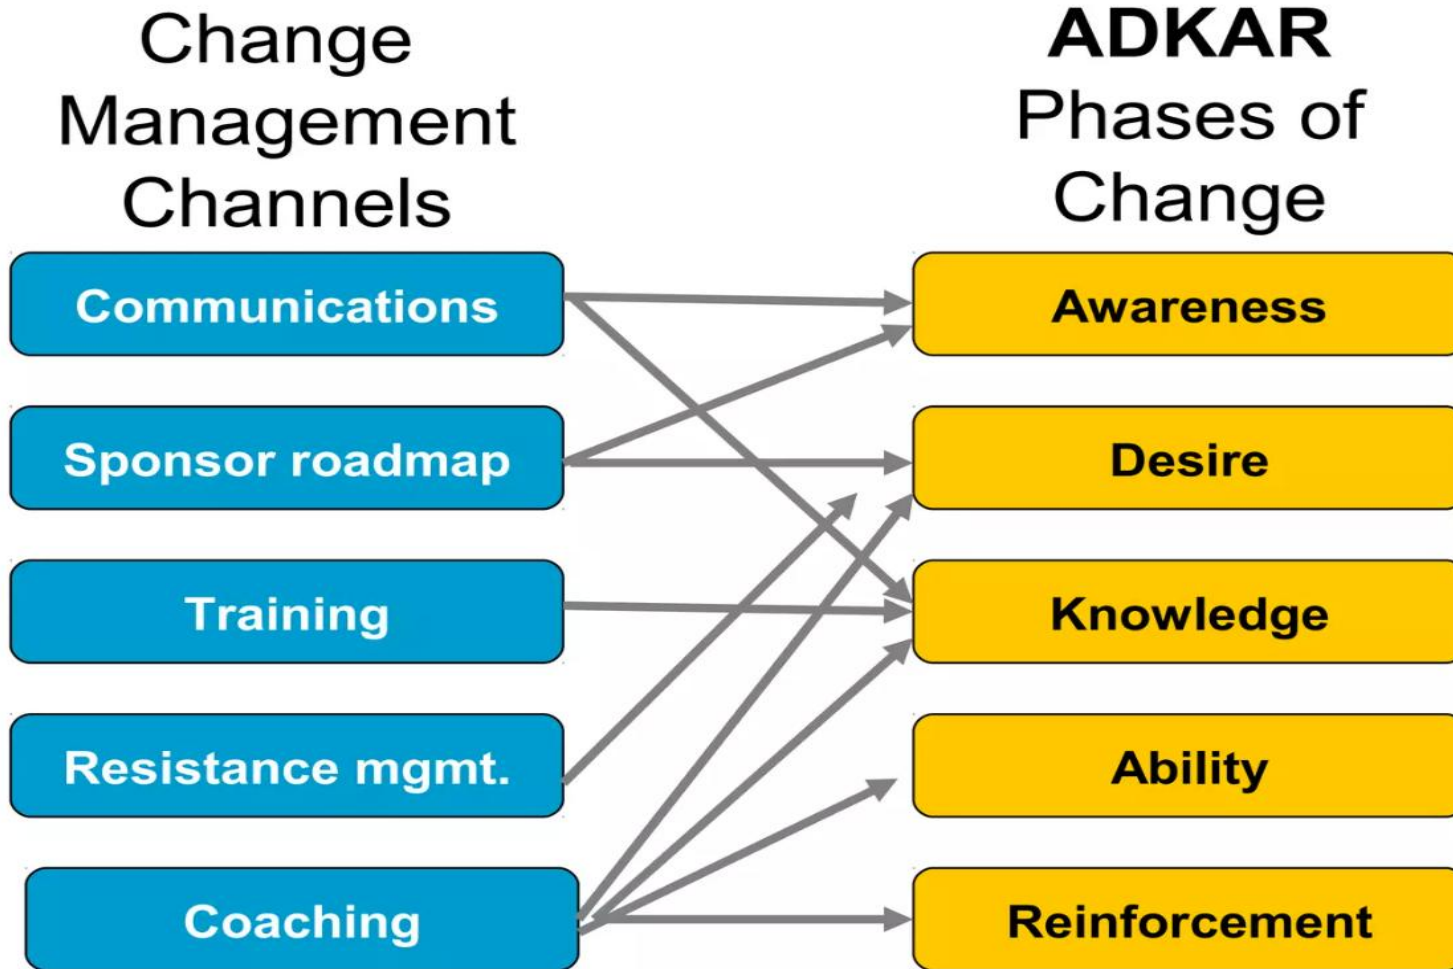 Change
Management
Channels
ADKAR
Phases of
Change
Communications
Awareness
Sponsor roadmap
Desire
Training
Knowledge
Resistance mgmt.
Ability
Coaching
Reinforcement